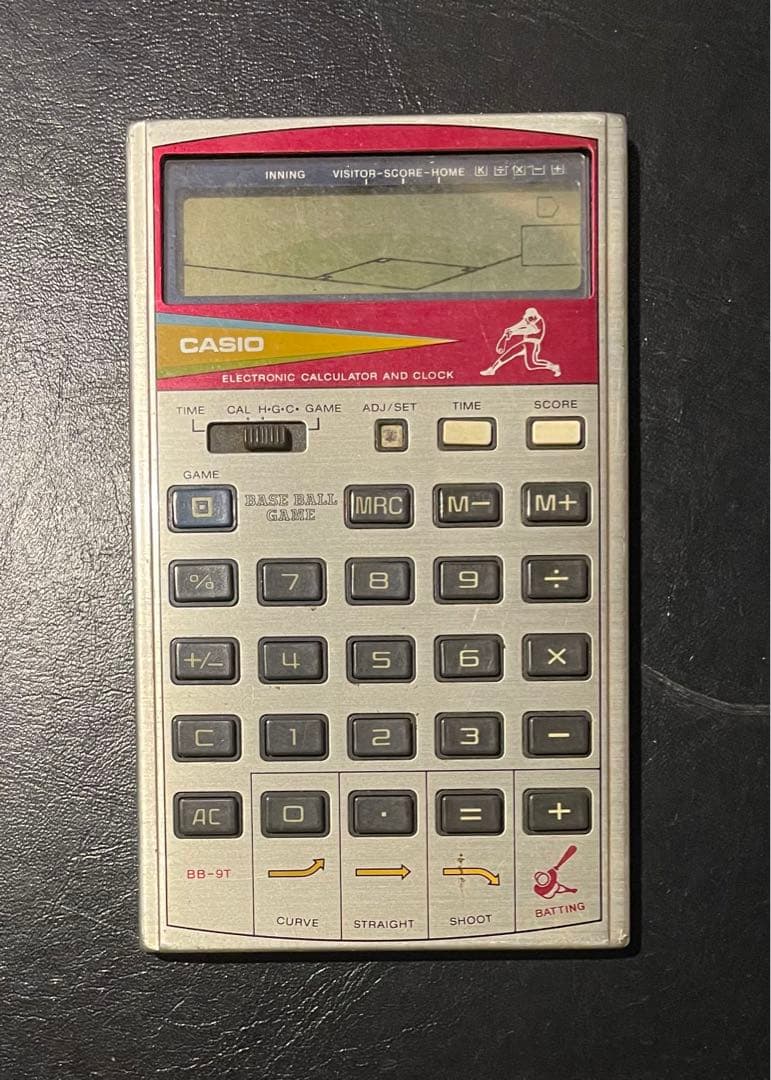 INNING VISITOR-SCORE-HOME K ÷ × − +
CASIO
ELECTRONIC CALCULATOR AND CLOCK
TIME CAL H·G·C· GAME ADJ/SET TIME SCORE
GAME
BASE BALL
GAME
MRC M− M+
% 7 8 9 ÷
+/− 4 5 6 ×
C 1 2 3 −
AC 0 · = +
BB-9T
CURVE STRAIGHT SHOOT BATTING